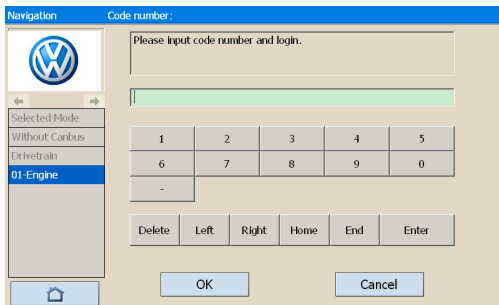 Navigation Code number:
Please input code number and login.
Selected Mode
Without Canbus
Drivetrain
01-Engine
1 2 3 4 5
6 7 8 9 0
-
Delete Left Right Home End Enter
OK Cancel